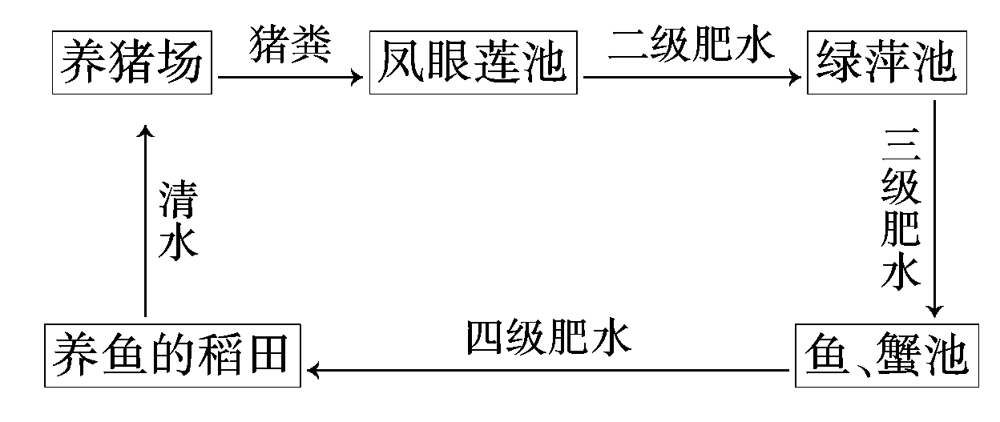 养猪场
猪粪
凤眼莲池
二级肥水
绿萍池
三级肥水
鱼、蟹池
四级肥水
养鱼的稻田
清水